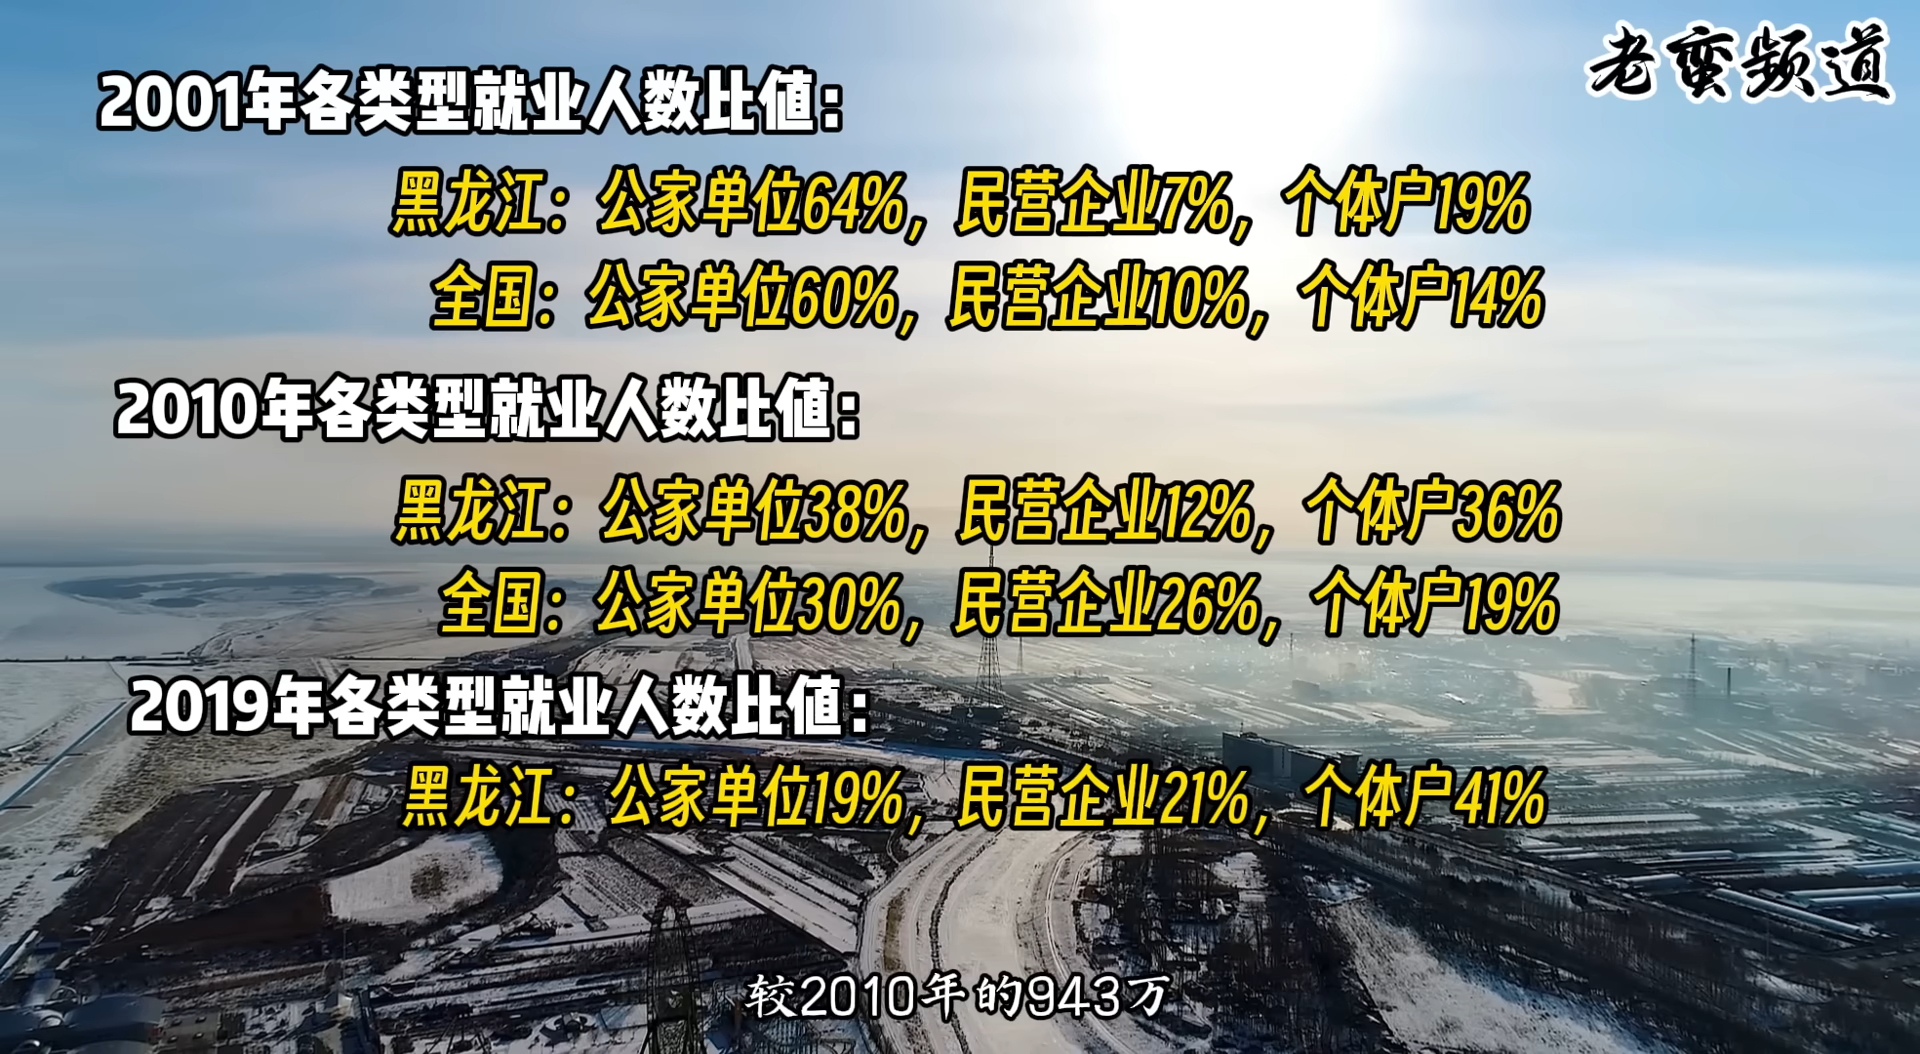 老蛮频道
2001年各类型就业人数比值：
黑龙江：公家单位64%，民营企业7%，个体户19%
全国：公家单位60%，民营企业10%，个体户14%
2010年各类型就业人数比值：
黑龙江：公家单位38%，民营企业12%，个体户36%
全国：公家单位30%，民营企业26%，个体户19%
2019年各类型就业人数比值：
黑龙江：公家单位19%，民营企业21%，个体户41%
较2010年的943万